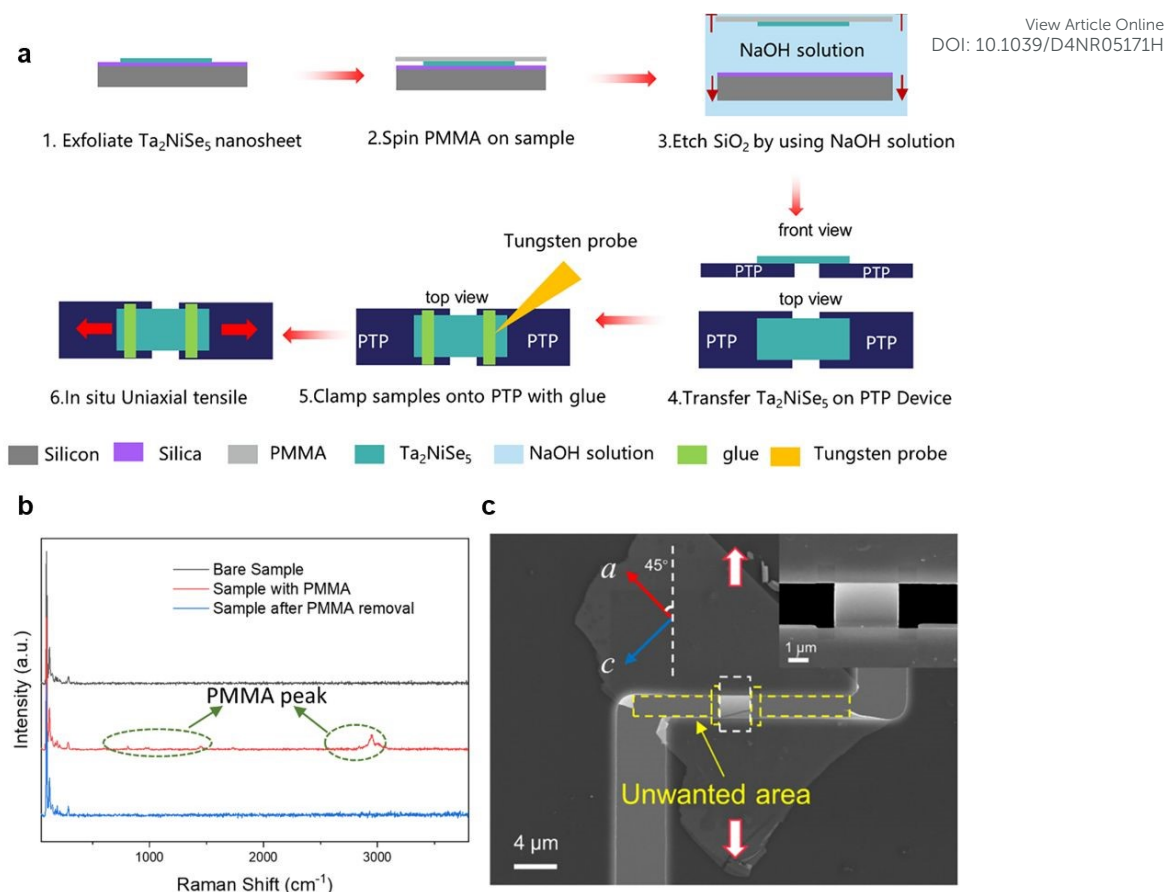 View Article Online
DOI: 10.1039/D4NR05171H
a
NaOH solution
1. Exfoliate Ta₂NiSe₅ nanosheet
2.Spin PMMA on sample
3.Etch SiO₂ by using NaOH solution
front view
PTP
PTP
top view
PTP
PTP
4.Transfer Ta₂NiSe₅ on PTP Device
Tungsten probe
top view
PTP
PTP
5.Clamp samples onto PTP with glue
6.In situ Uniaxial tensile
Silicon
Silica
PMMA
Ta₂NiSe₅
NaOH solution
glue
Tungsten probe
b
Bare Sample
Sample with PMMA
Sample after PMMA removal
PMMA peak
Intensity (a.u.)
1000
2000
3000
Raman Shift (cm⁻¹)
c
45°
a
c
1 μm
Unwanted area
4 μm